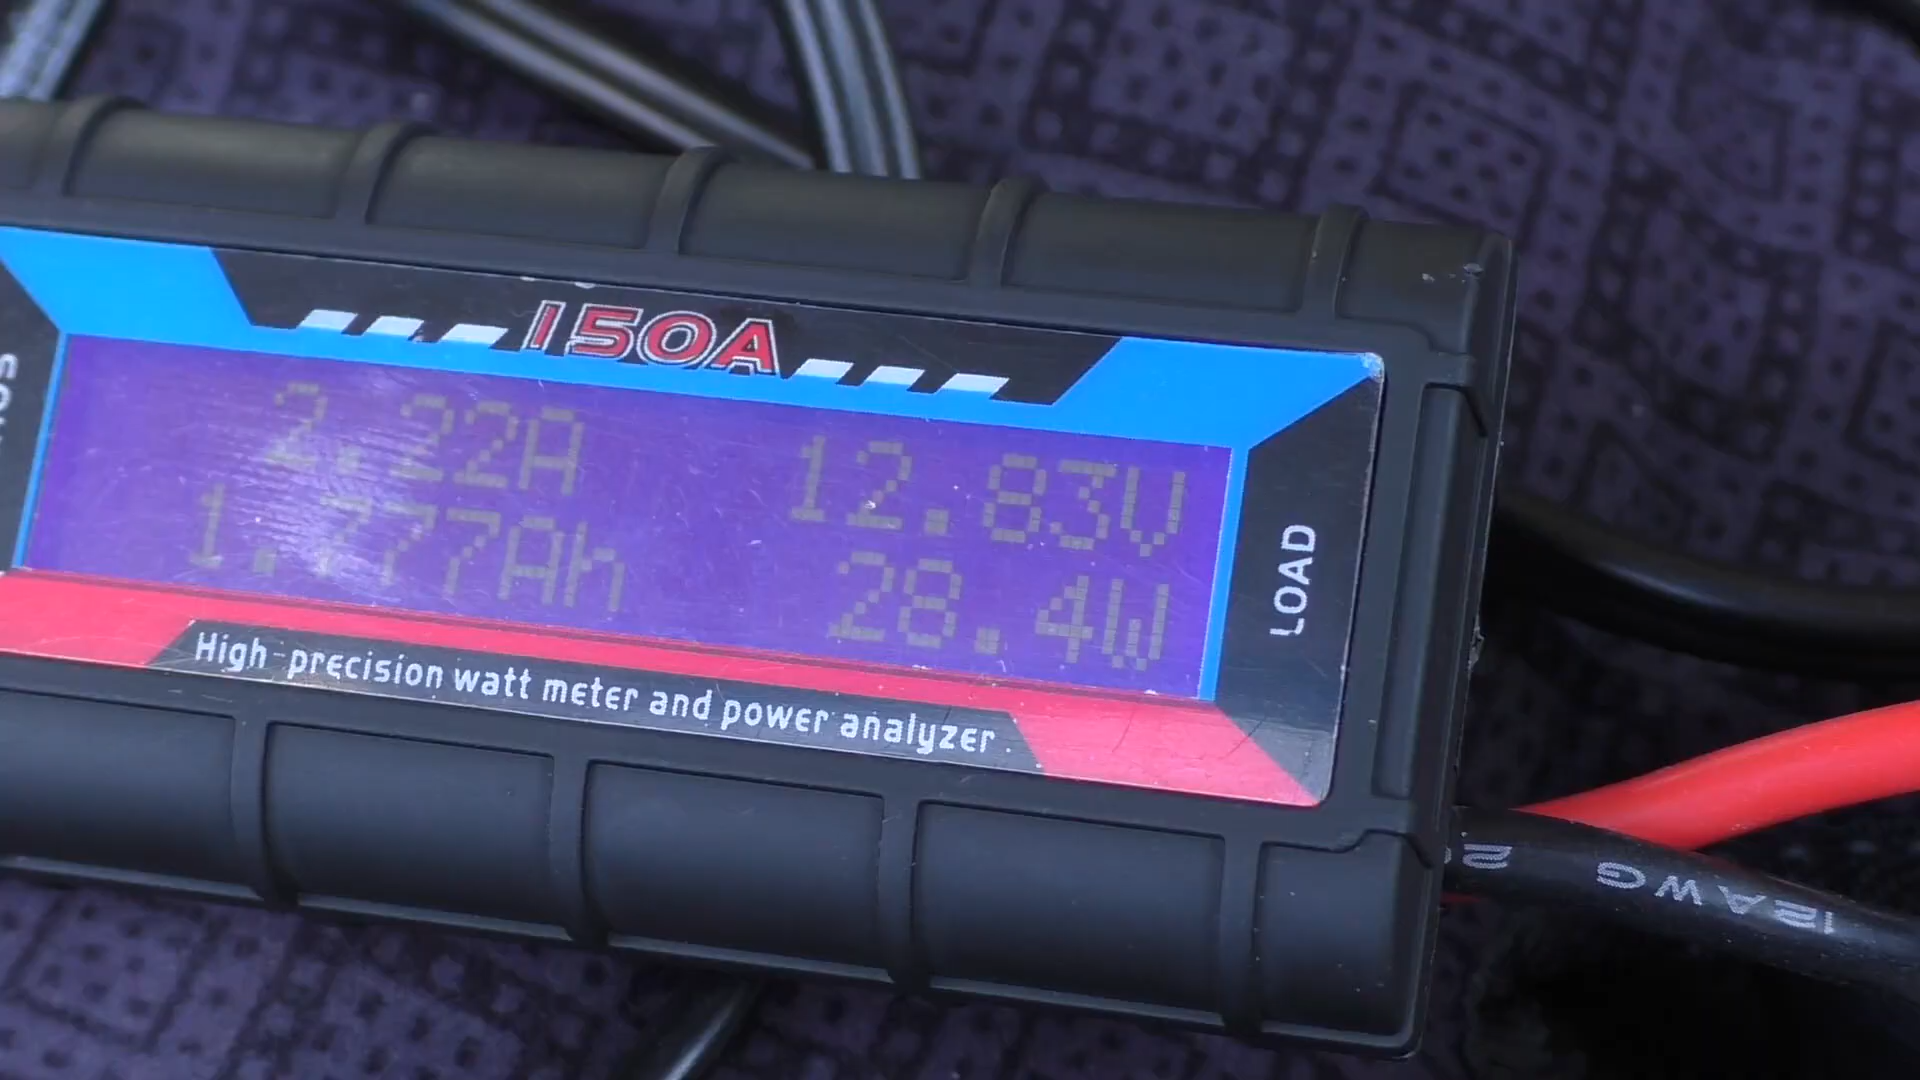 150A
2.22A 12.83V
1.777Ah 28.4W
High-precision watt meter and power analyzer.
LOAD
12AWG